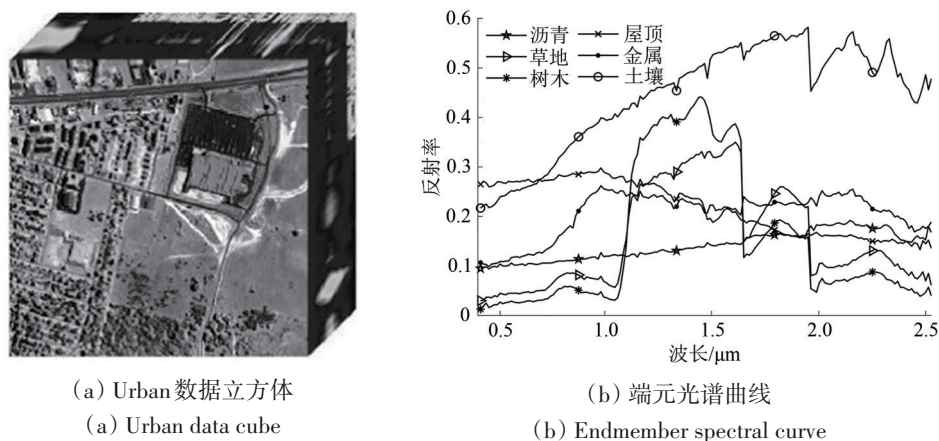 0.6
沥青 屋顶
草地 金属
树木 土壤
0.5
0.4
0.3
0.2
0.1
0
反射率
0.5 1.0 1.5 2.0 2.5
波长/μm
(a) Urban数据立方体
(a) Urban data cube
(b) 端元光谱曲线
(b) Endmember spectral curve